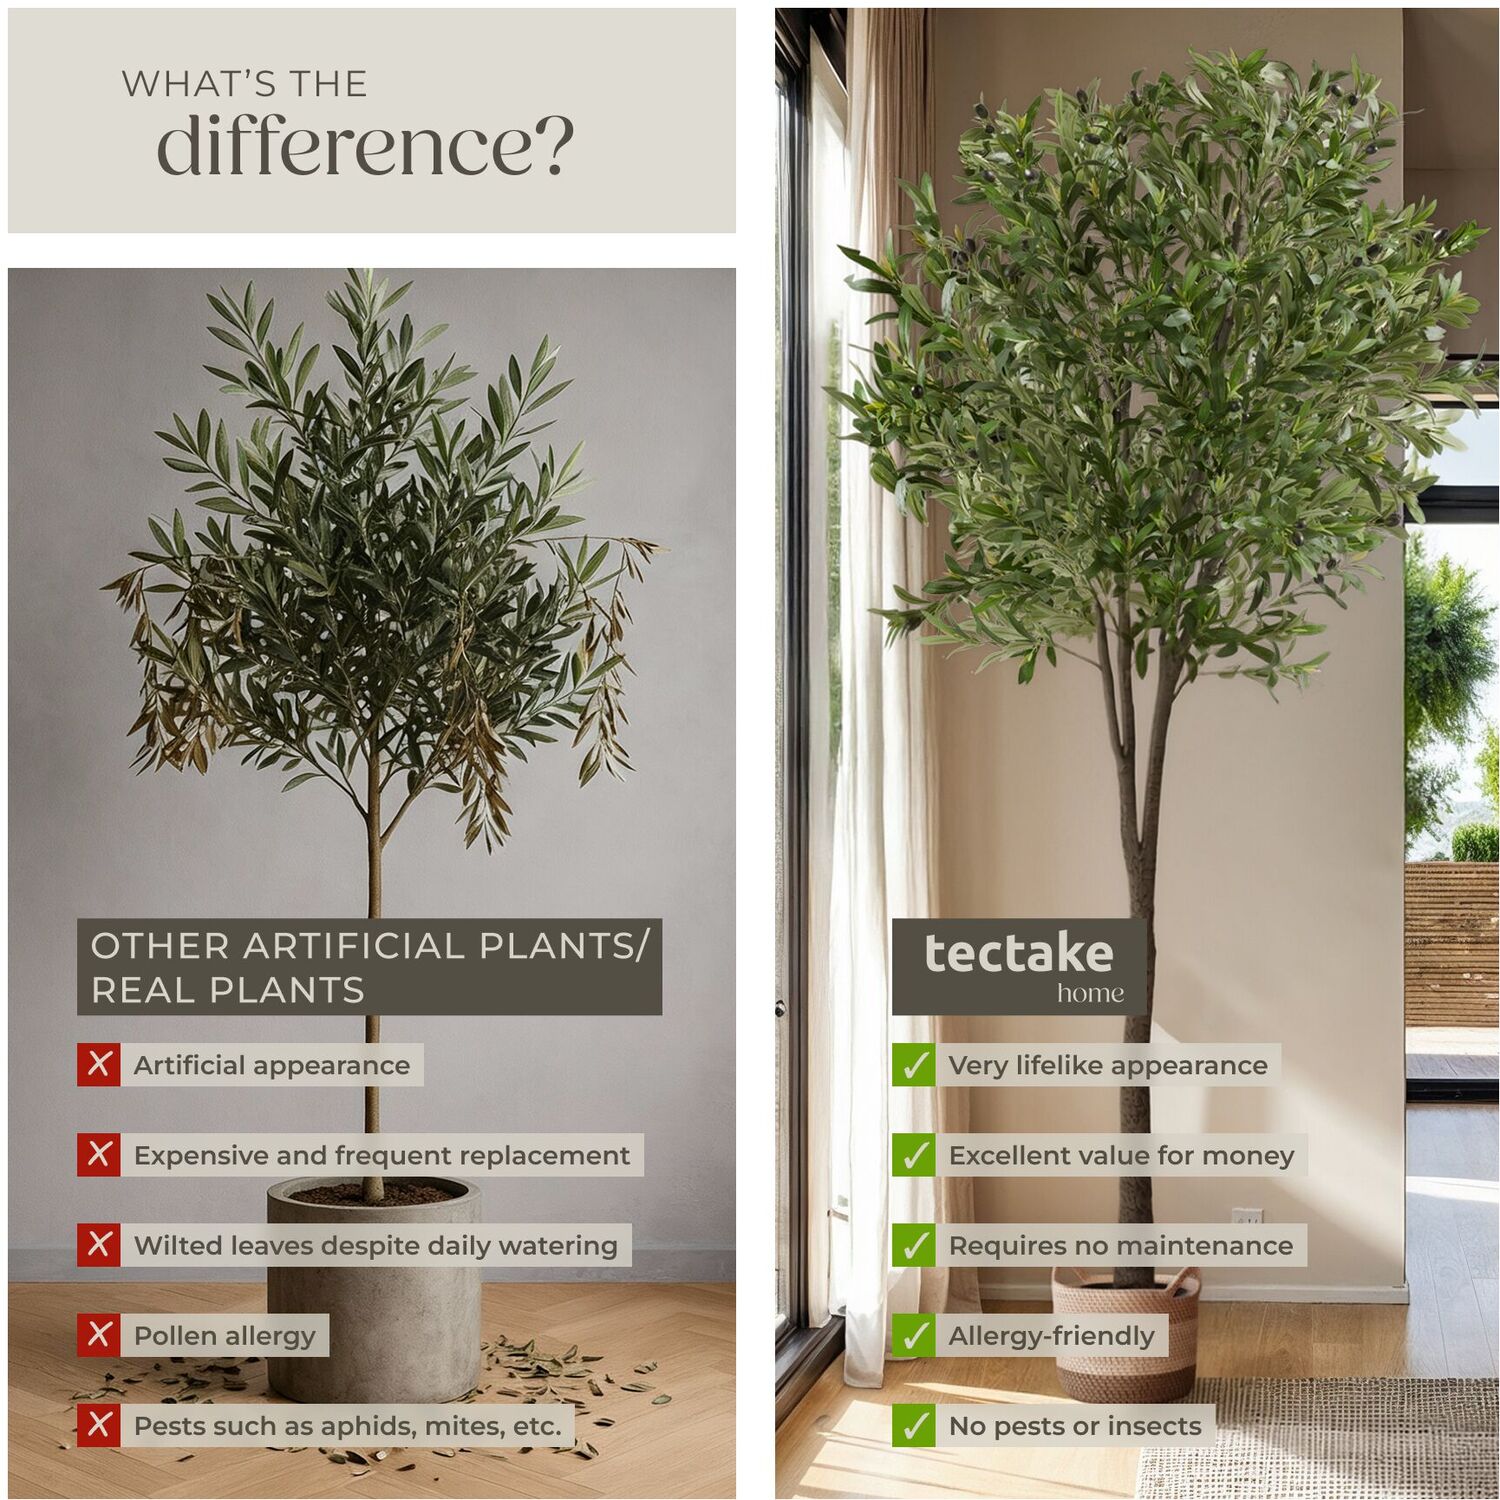 WHAT'S THE
difference?
OTHER ARTIFICIAL PLANTS/
REAL PLANTS
X Artificial appearance
X Expensive and frequent replacement
X Wilted leaves despite daily watering
X Pollen allergy
X Pests such as aphids, mites, etc.
tectake
home
✓ Very lifelike appearance
✓ Excellent value for money
✓ Requires no maintenance
✓ Allergy-friendly
✓ No pests or insects